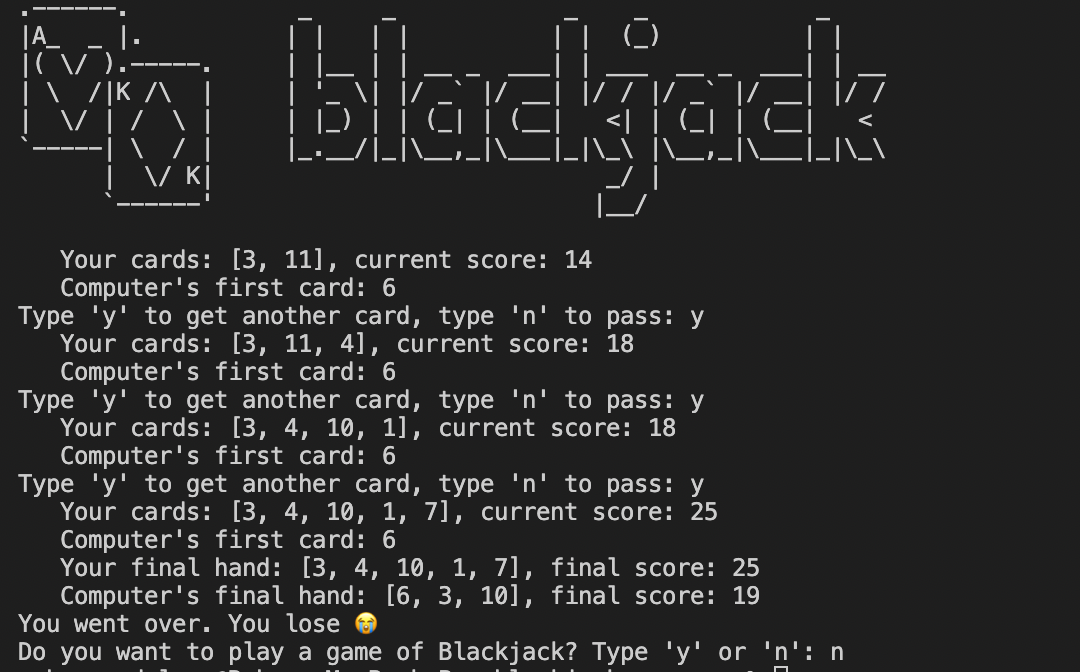 blackjack
A
K
K
Your cards: [3, 11], current score: 14
Computer's first card: 6
Type 'y' to get another card, type 'n' to pass: y
Your cards: [3, 11, 4], current score: 18
Computer's first card: 6
Type 'y' to get another card, type 'n' to pass: y
Your cards: [3, 4, 10, 1], current score: 18
Computer's first card: 6
Type 'y' to get another card, type 'n' to pass: y
Your cards: [3, 4, 10, 1, 7], current score: 25
Computer's first card: 6
Your final hand: [3, 4, 10, 1, 7], final score: 25
Computer's final hand: [6, 3, 10], final score: 19
You went over. You lose 😭
Do you want to play a game of Blackjack? Type 'y' or 'n': n